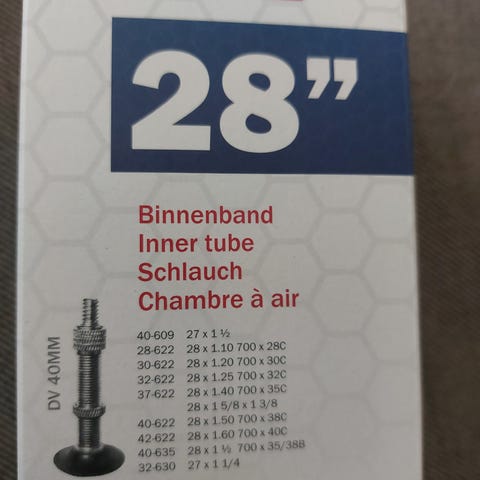 28”
Binnenband
Inner tube
Schlauch
Chambre à air
DV 40MM
40-609 27 x 1 ½
28-622 28 x 1.10 700 x 28C
30-622 28 x 1.20 700 x 30C
32-622 28 x 1.25 700 x 32C
37-622 28 x 1.40 700 x 35C
28 x 1 5/8 x 1 3/8
40-622 28 x 1.50 700 x 38C
42-622 28 x 1.60 700 x 40C
40-635 28 x 1 ½ 700 x 35/38B
32-630 27 x 1 1/4